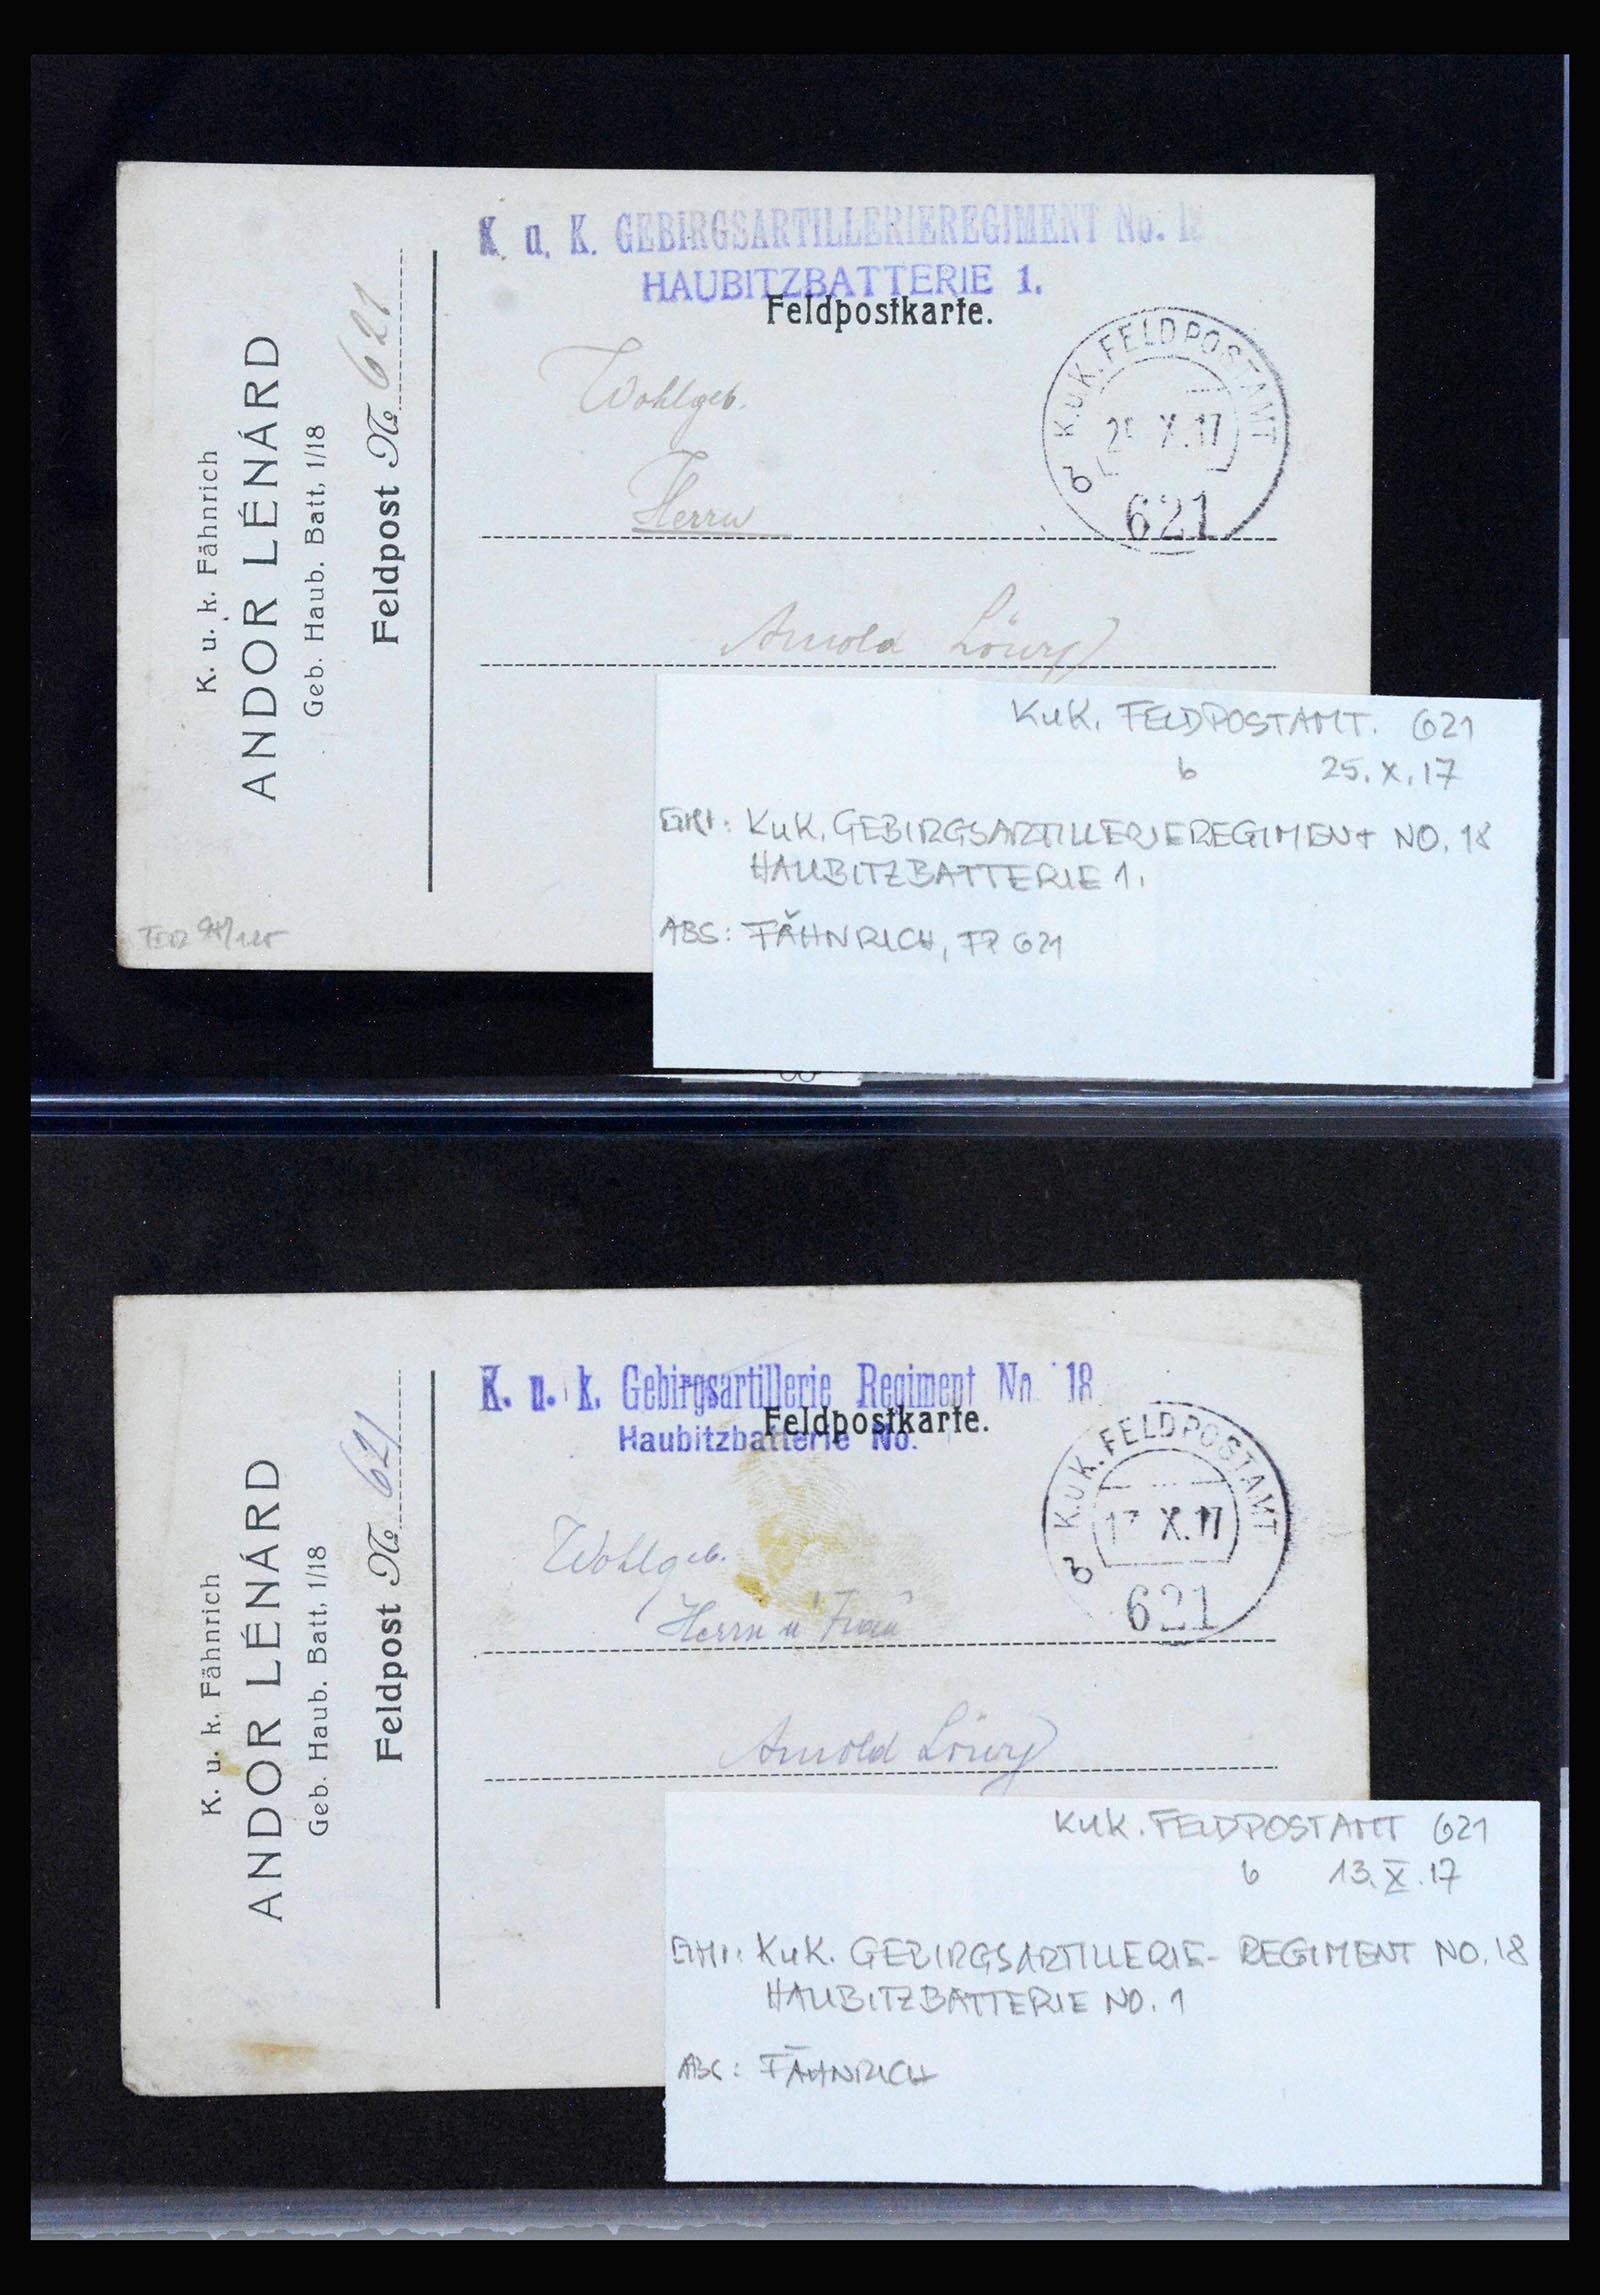 K. u. K. GEBIRGSARTILLERIEREGIMENT No. 18
HAUBITZBATTERIE 1.
Feldpostkarte.
K. u. k. Fähnrich
ANDOR LÉNÁRD
Geb. Haub. Batt, 1/18
Feldpost № 621
K.u.K. FELDPOSTAMT
X.17
b
621
Wohlgeb.
Herrn
Arnold Löwy
KuK. FELDPOSTAMT. 621
b 25.X.17
KuK. GEBIRGSARTILLERIEREGIMENT NO. 18
HAUBITZBATTERIE 1.
ABS: FÄHNRICH, FP 621
K. u. k. Gebirgsartillerie Regiment No. 18
Haubitzbatterie No.
Feldpostkarte.
K. u. k. Fähnrich
ANDOR LÉNÁRD
Geb. Haub. Batt, 1/18
Feldpost № 621
K.u.K. FELDPOSTAMT
X.17
b
621
Wohlgeb.
Herrn u Frau
Arnold Löwy
KuK. FELDPOSTAMT 621
b 13.X.17
KuK. GEBIRGSARTILLERIE- REGIMENT NO. 18
HAUBITZBATTERIE NO. 1
ABS: FÄHNRICH